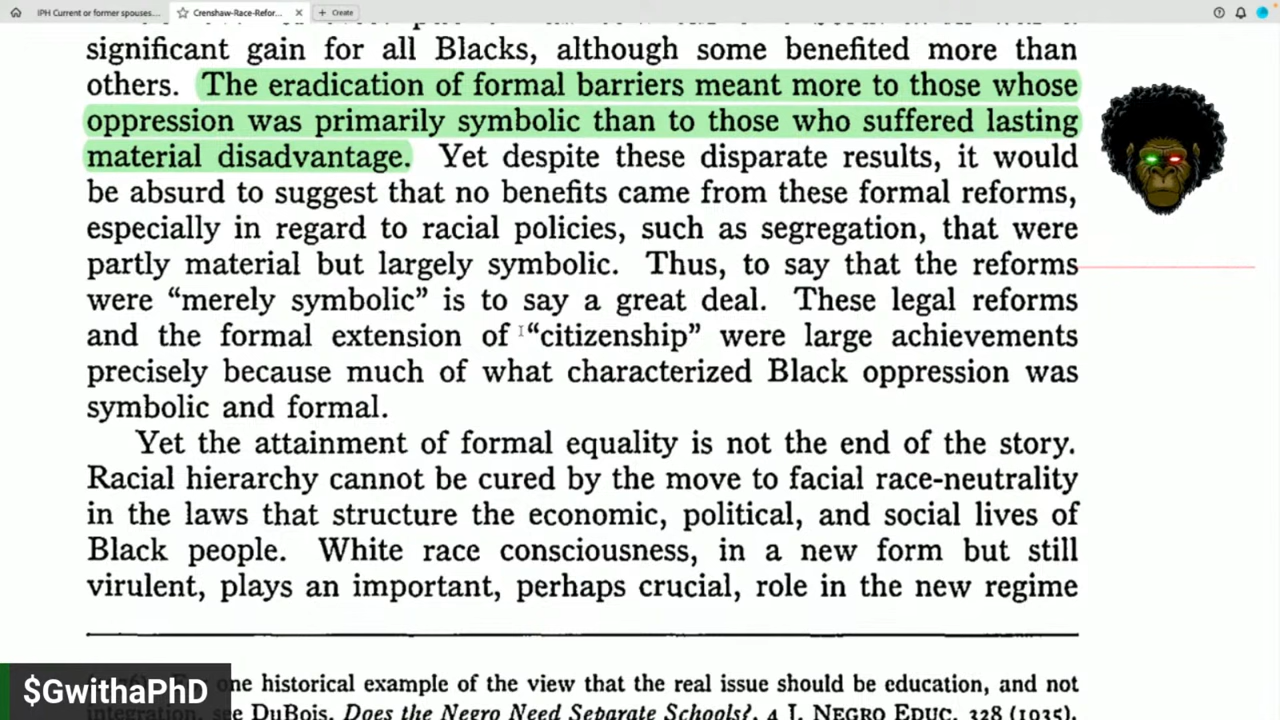 IPH Current or former spouses....
Crenshaw-Race-Refor...
Create
significant gain for all Blacks, although some benefited more than
others. The eradication of formal barriers meant more to those whose
oppression was primarily symbolic than to those who suffered lasting
material disadvantage. Yet despite these disparate results, it would
be absurd to suggest that no benefits came from these formal reforms,
especially in regard to racial policies, such as segregation, that were
partly material but largely symbolic. Thus, to say that the reforms
were “merely symbolic” is to say a great deal. These legal reforms
and the formal extension of “citizenship” were large achievements
precisely because much of what characterized Black oppression was
symbolic and formal.
Yet the attainment of formal equality is not the end of the story.
Racial hierarchy cannot be cured by the move to facial race-neutrality
in the laws that structure the economic, political, and social lives of
Black people. White race consciousness, in a new form but still
virulent, plays an important, perhaps crucial, role in the new regime
one historical example of the view that the real issue should be education, and not
see DuBois, Does the Negro Need Separate Schools?, 4 J. NEGRO EDUC. 328 (1935).
$GwithaPhD